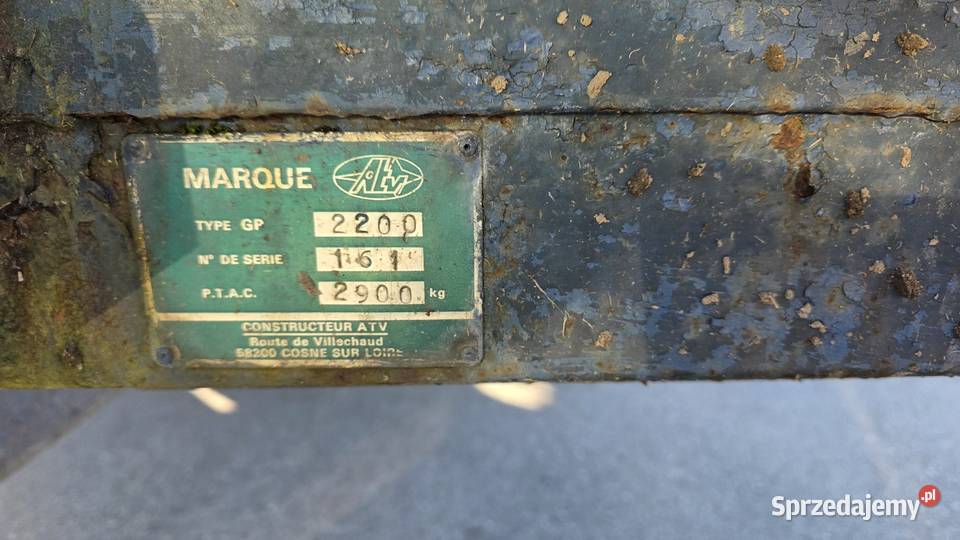 MARQUE ATV
TYPE GP 2200
N° DE SERIE 161
P.T.A.C. 2900 kg
CONSTRUCTEUR ATV
Route de Villechaud
58200 COSNE SUR LOIRE
Sprzedajemy.pl